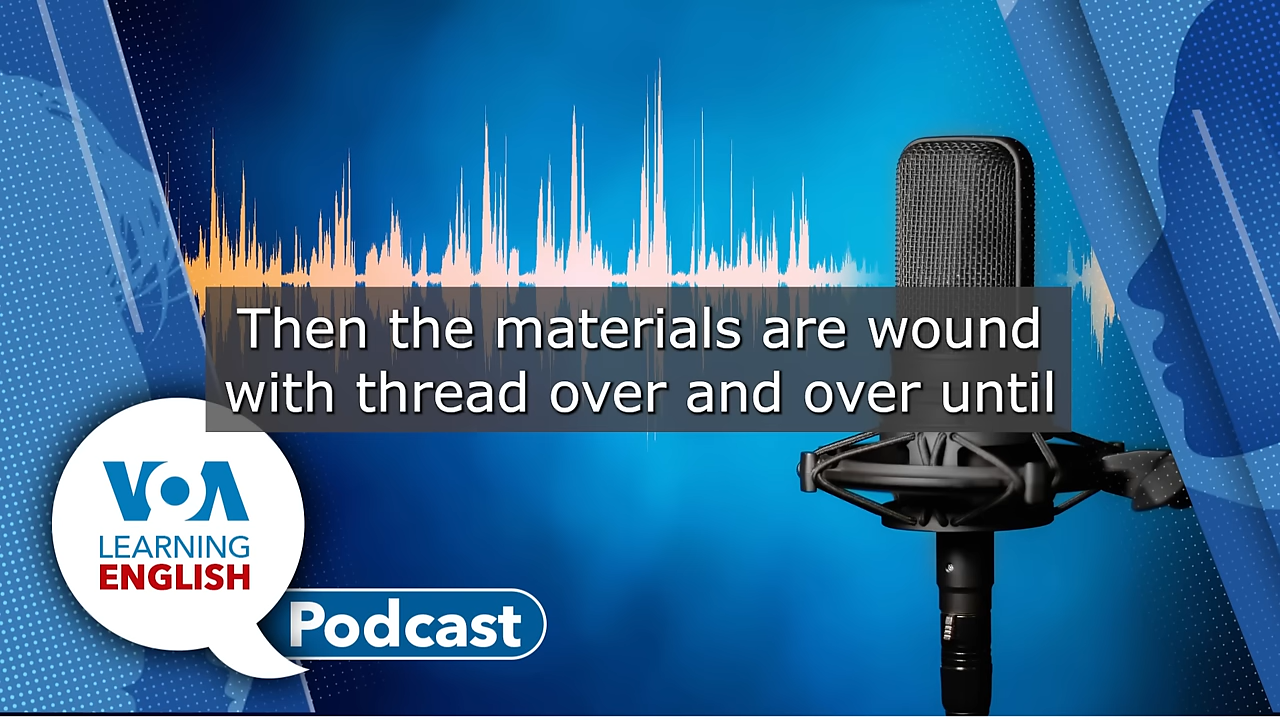 Then the materials are wound
with thread over and over until
VOA
LEARNING
ENGLISH
Podcast